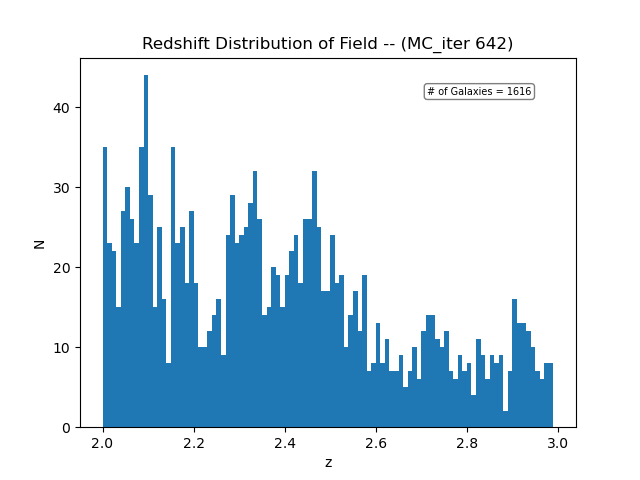 Redshift Distribution of Field -- (MC_iter 642)
# of Galaxies = 1616
40
30
20
10
0
N
2.0 2.2 2.4 2.6 2.8 3.0
z